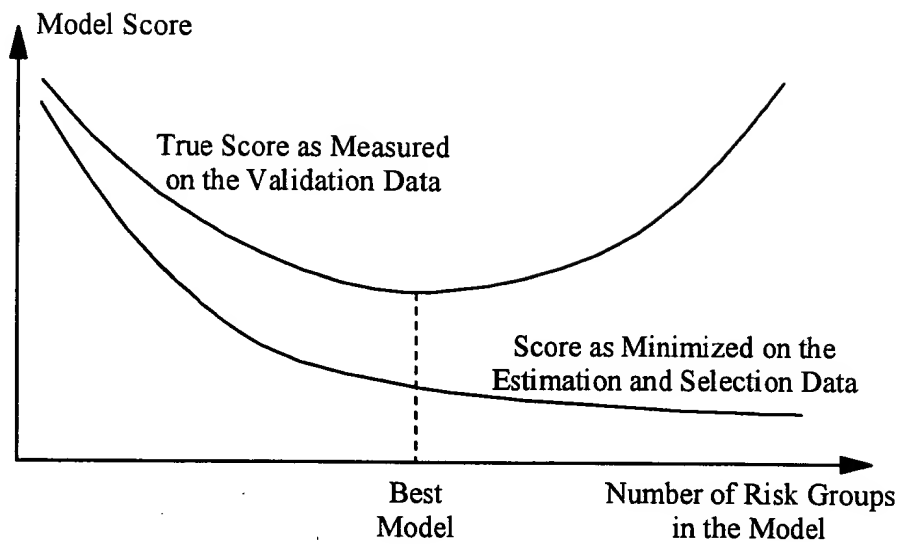 Model Score
True Score as Measured
on the Validation Data
Score as Minimized on the
Estimation and Selection Data
Best
Model
Number of Risk Groups
in the Model